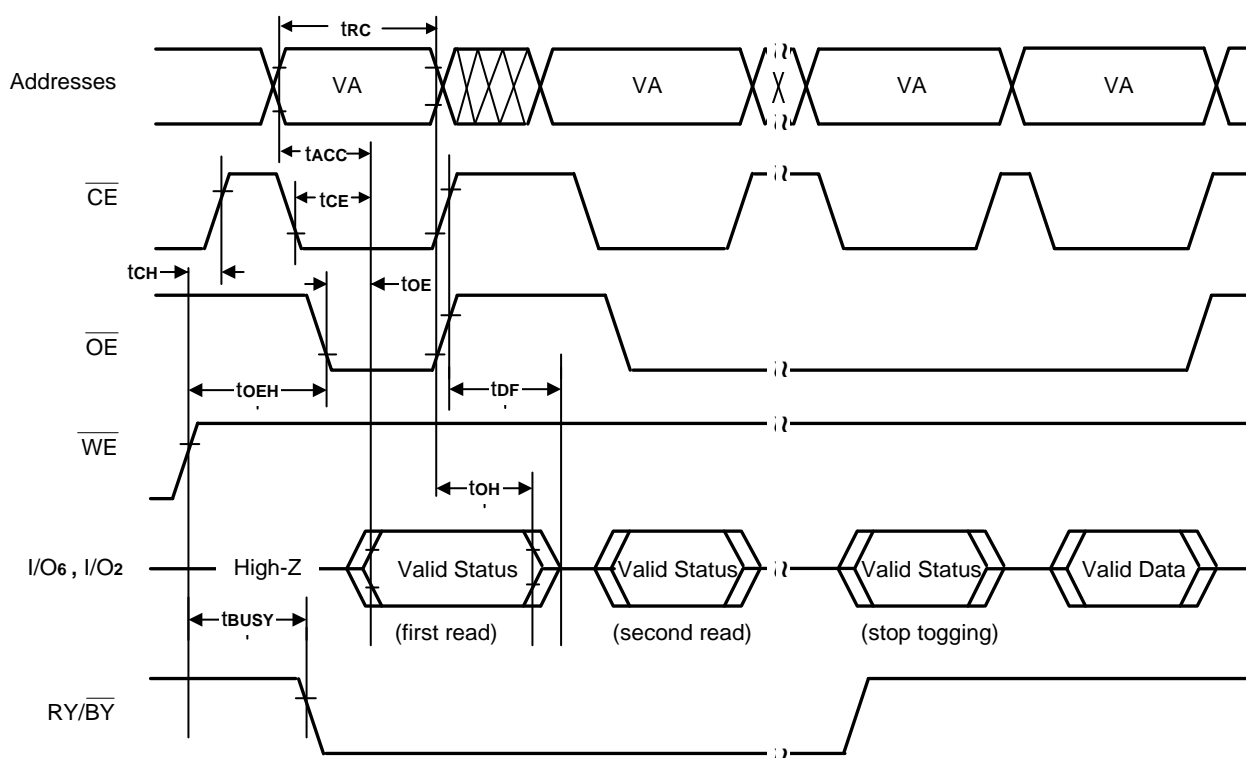 tRC
Addresses VA VA VA VA
tACC
CE tCE
tCH tOE
OE
tOEH tDF
WE
tOH
I/O6 , I/O2 High-Z Valid Status Valid Status Valid Status Valid Data
tBUSY (first read) (second read) (stop togging)
RY/BY